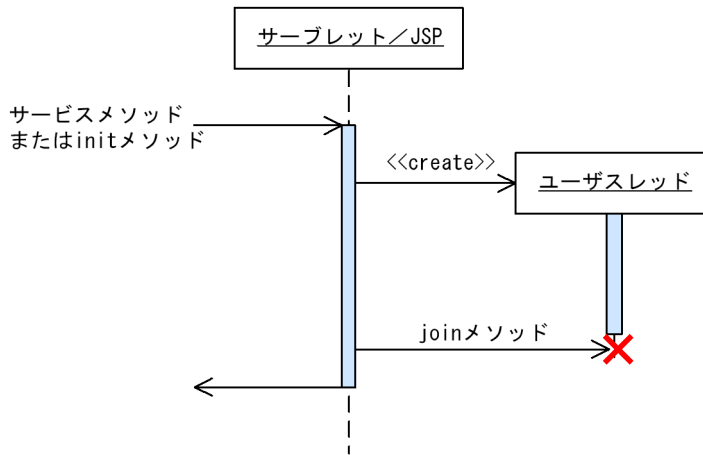 サーブレット／JSP
サービスメソッド
またはinitメソッド
<<create>>
ユーザスレッド
joinメソッド